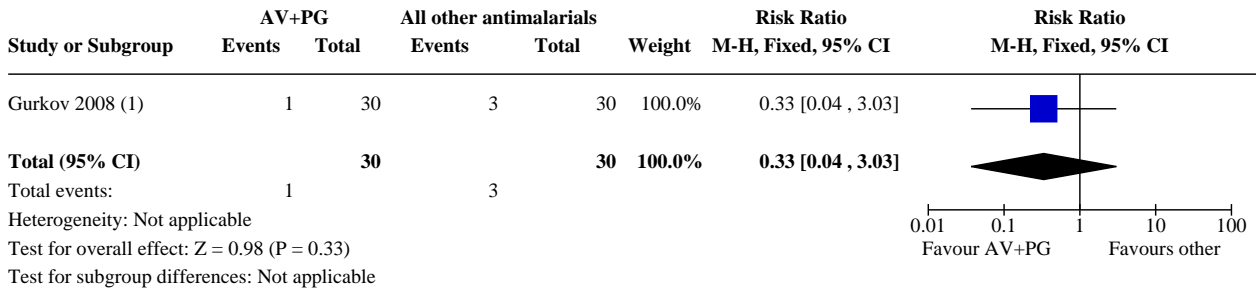 AV+PG All other antimalarials Risk Ratio Risk Ratio
Study or Subgroup Events Total Events Total Weight M-H, Fixed, 95% CI M-H, Fixed, 95% CI
Gurkov 2008 (1) 1 30 3 30 100.0% 0.33 [0.04 , 3.03]
Total (95% CI) 30 30 100.0% 0.33 [0.04 , 3.03]
Total events: 1 3
Heterogeneity: Not applicable
Test for overall effect: Z = 0.98 (P = 0.33)
Test for subgroup differences: Not applicable
0.01 0.1 1 10 100
Favour AV+PG Favours other